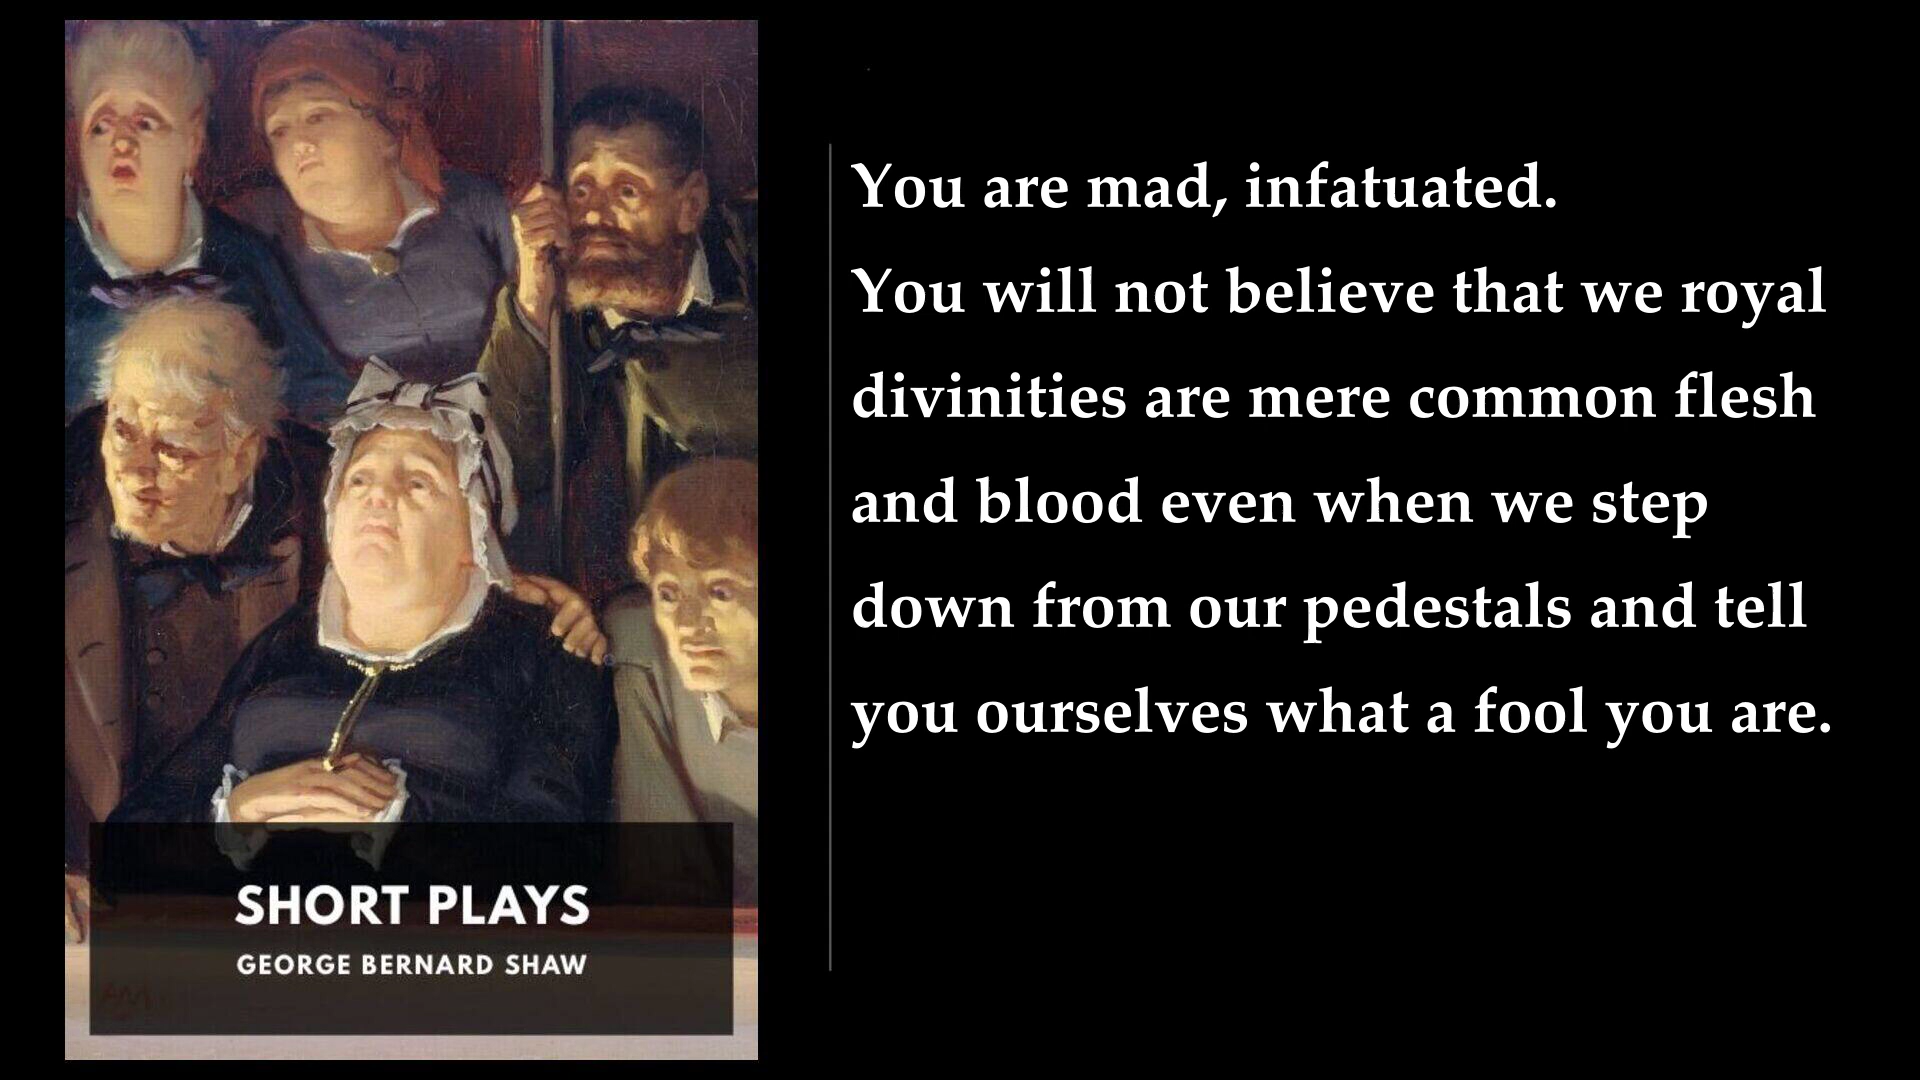 SHORT PLAYS
GEORGE BERNARD SHAW
You are mad, infatuated.
You will not believe that we royal
divinities are mere common flesh
and blood even when we step
down from our pedestals and tell
you ourselves what a fool you are.